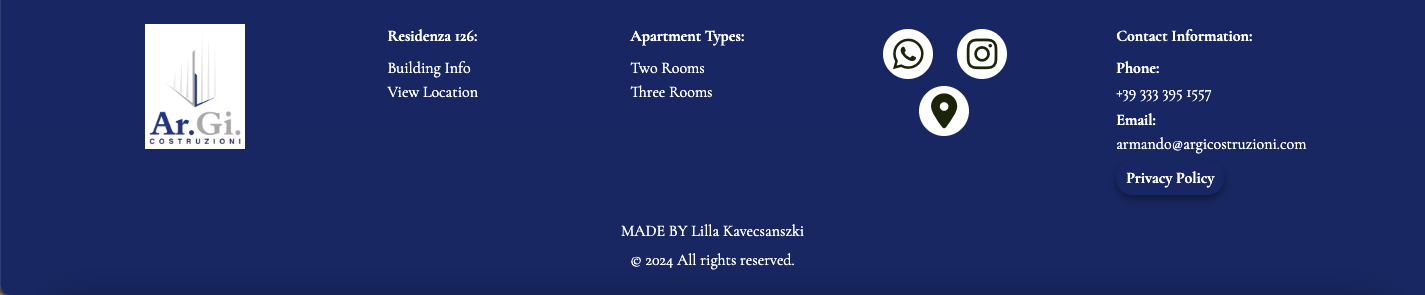 Ar.Gi.
COSTRUZIONI
Residenza 126:
Building Info
View Location
Apartment Types:
Two Rooms
Three Rooms
Contact Information:
Phone:
+39 333 395 1557
Email:
armando@argicostruzioni.com
Privacy Policy
MADE BY Lilla Kavecsanszki
© 2024 All rights reserved.